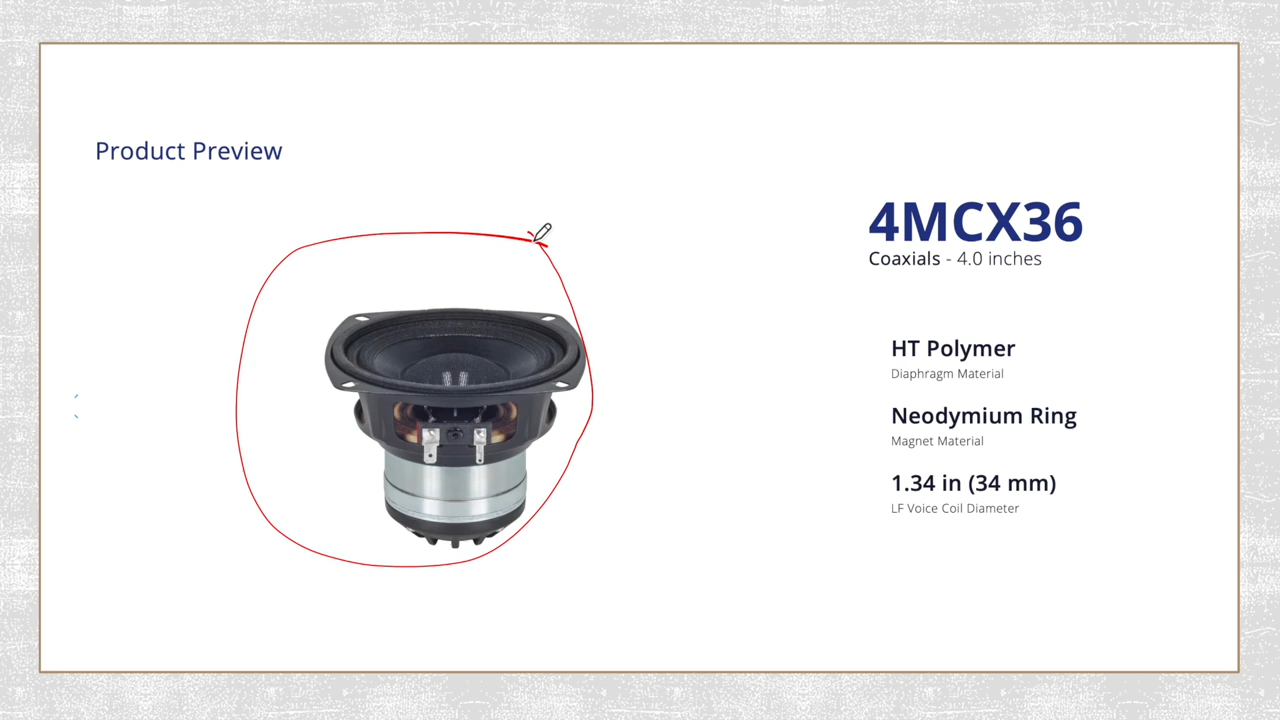 Product Preview
4MCX36
Coaxials - 4.0 inches
HT Polymer
Diaphragm Material
Neodymium Ring
Magnet Material
1.34 in (34 mm)
LF Voice Coil Diameter